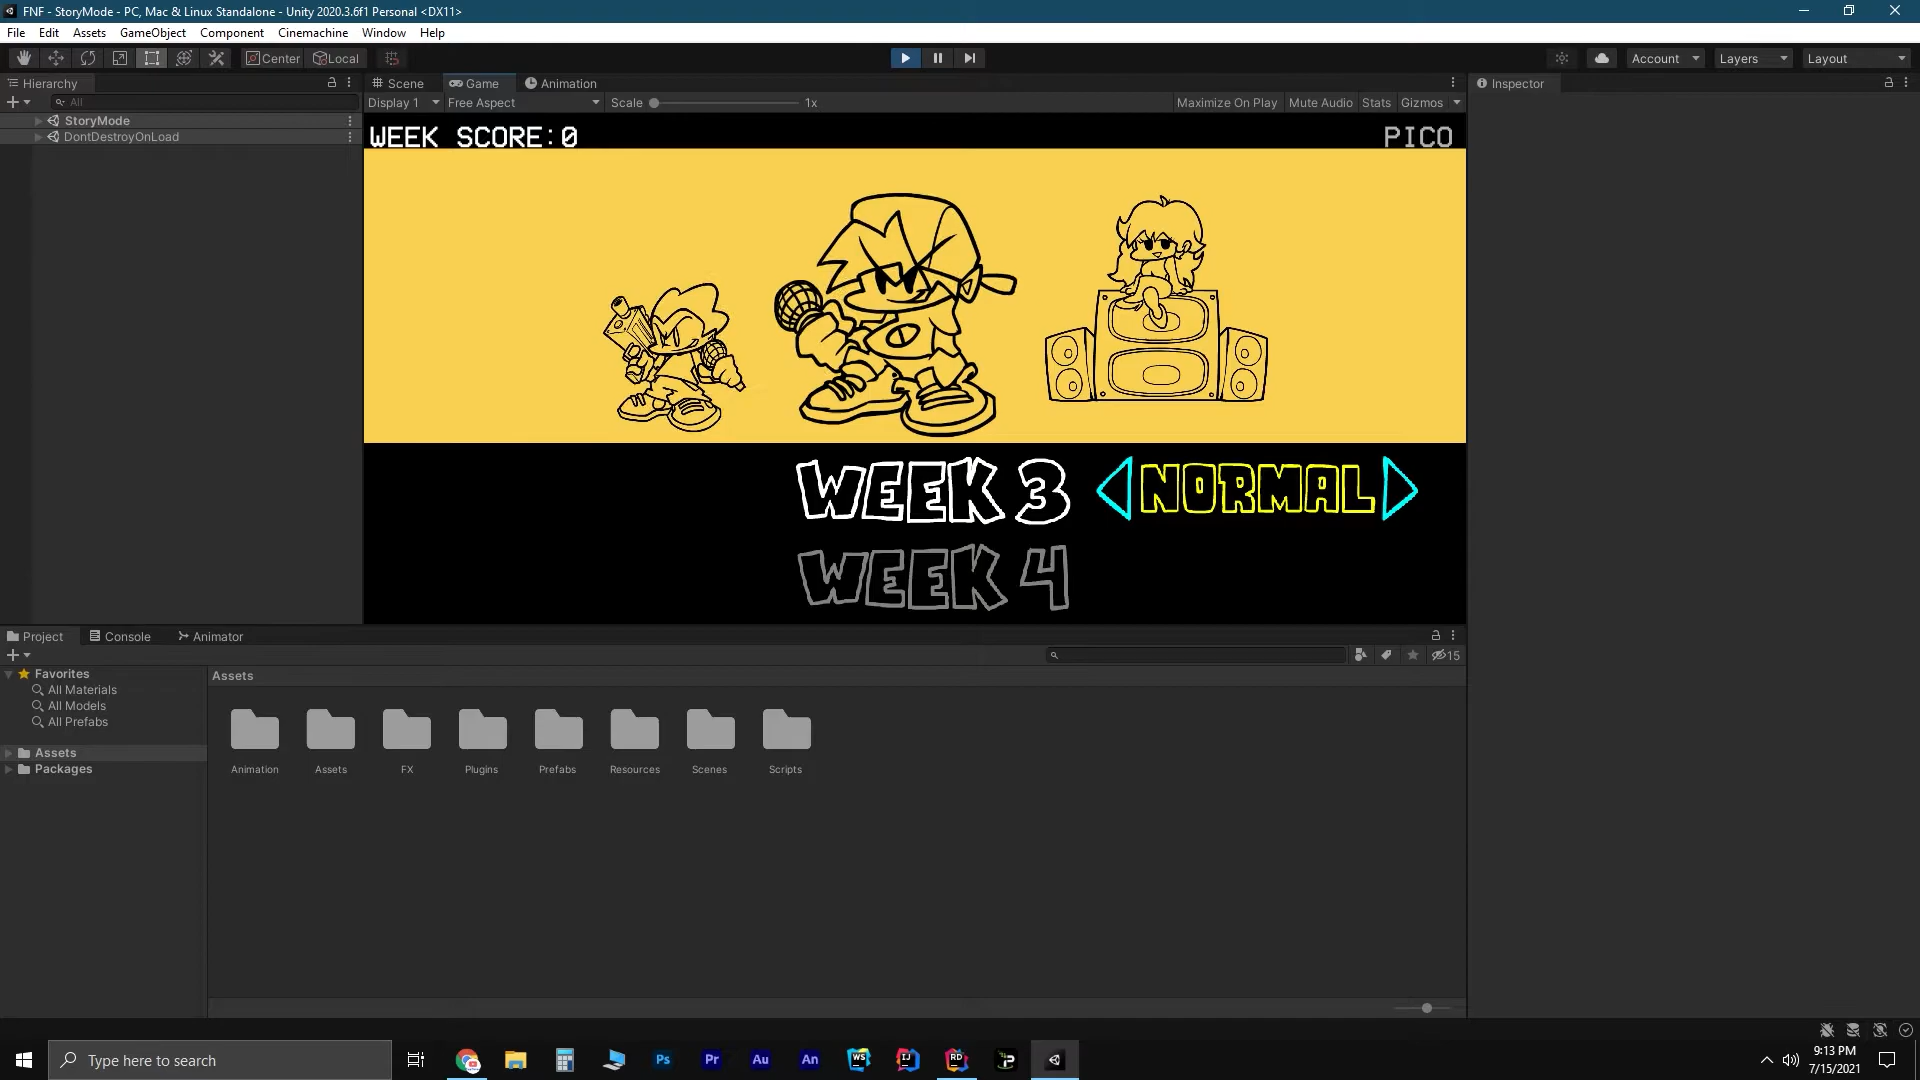 FNF - StoryMode - PC, Mac & Linux Standalone - Unity 2020.3.6f1 Personal <DX11>
File Edit Assets GameObject Component Cinemachine Window Help
Center Local Account Layers Layout
Hierarchy Scene Game Animation Inspector
All Display 1 Free Aspect Scale 1x Maximize On Play Mute Audio Stats Gizmos
StoryMode
DontDestroyOnLoad
WEEK SCORE:0 PICO
WEEK 3 NORMAL
WEEK 4
Project Console Animator
15
Favorites Assets
All Materials
All Models
All Prefabs
Assets
Packages
Animation Assets FX Plugins Prefabs Resources Scenes Scripts
Type here to search
Ps Pr Au An WS IJ RD
9:13 PM
7/15/2021